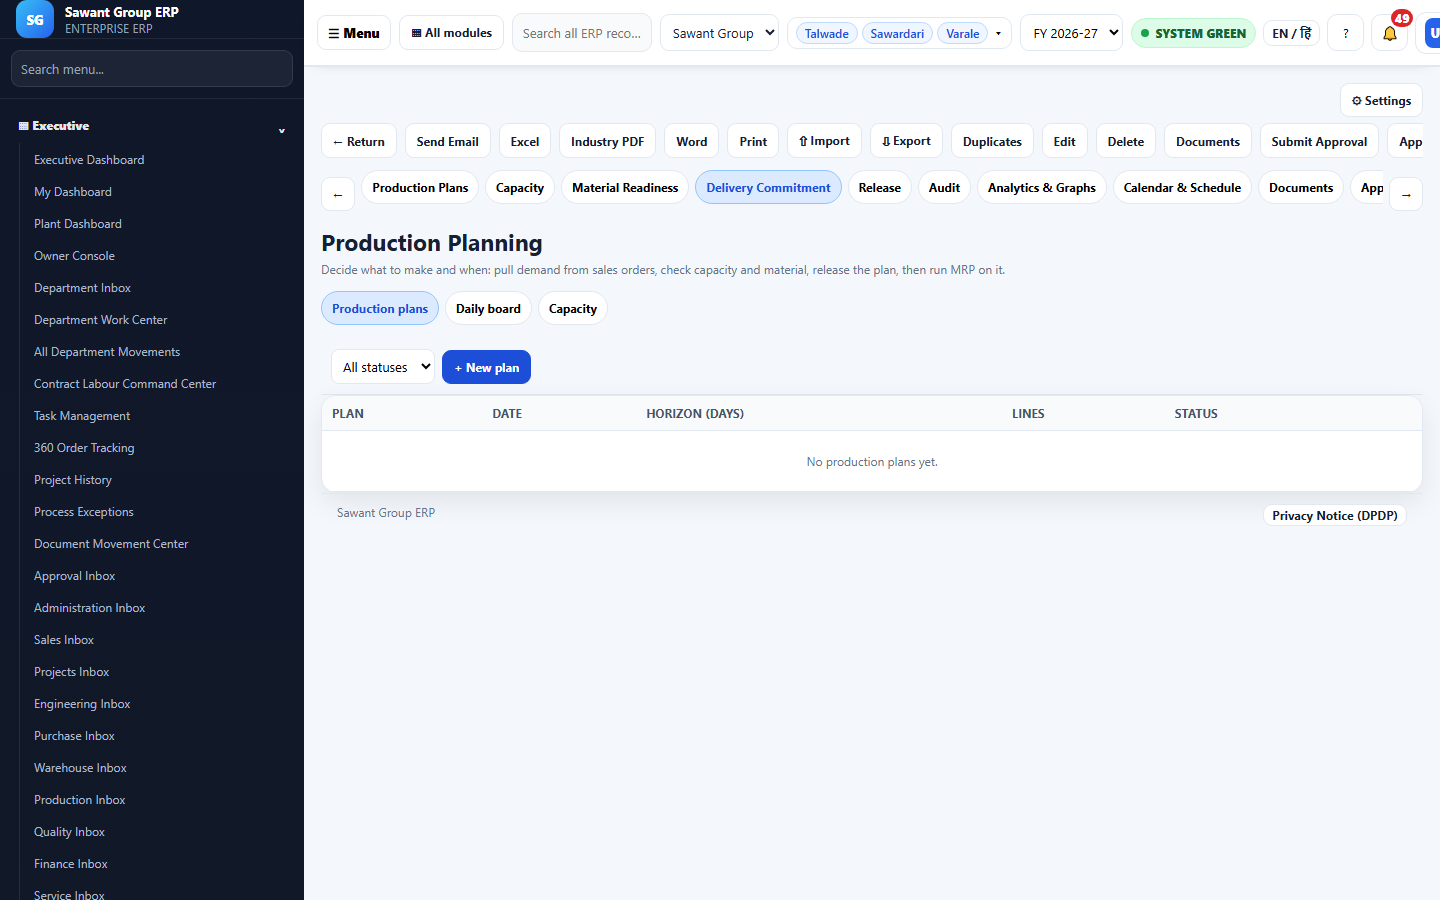 SG
Sawant Group ERP
ENTERPRISE ERP
☰ Menu
All modules
Search all ERP reco...
Sawant Group
Talwade
Sawardari
Varale
FY 2026-27
SYSTEM GREEN
EN / हिं
?
49
Search menu...
Executive
Executive Dashboard
My Dashboard
Plant Dashboard
Owner Console
Department Inbox
Department Work Center
All Department Movements
Contract Labour Command Center
Task Management
360 Order Tracking
Project History
Process Exceptions
Document Movement Center
Approval Inbox
Administration Inbox
Sales Inbox
Projects Inbox
Engineering Inbox
Purchase Inbox
Warehouse Inbox
Production Inbox
Quality Inbox
Finance Inbox
Service Inbox
⚙ Settings
← Return
Send Email
Excel
Industry PDF
Word
Print
⇧ Import
⇩ Export
Duplicates
Edit
Delete
Documents
Submit Approval
App
←
Production Plans
Capacity
Material Readiness
Delivery Commitment
Release
Audit
Analytics & Graphs
Calendar & Schedule
Documents
App
→
Production Planning
Decide what to make and when: pull demand from sales orders, check capacity and material, release the plan, then run MRP on it.
Production plans
Daily board
Capacity
All statuses
+ New plan
PLAN DATE HORIZON (DAYS) LINES STATUS
No production plans yet.
Sawant Group ERP
Privacy Notice (DPDP)